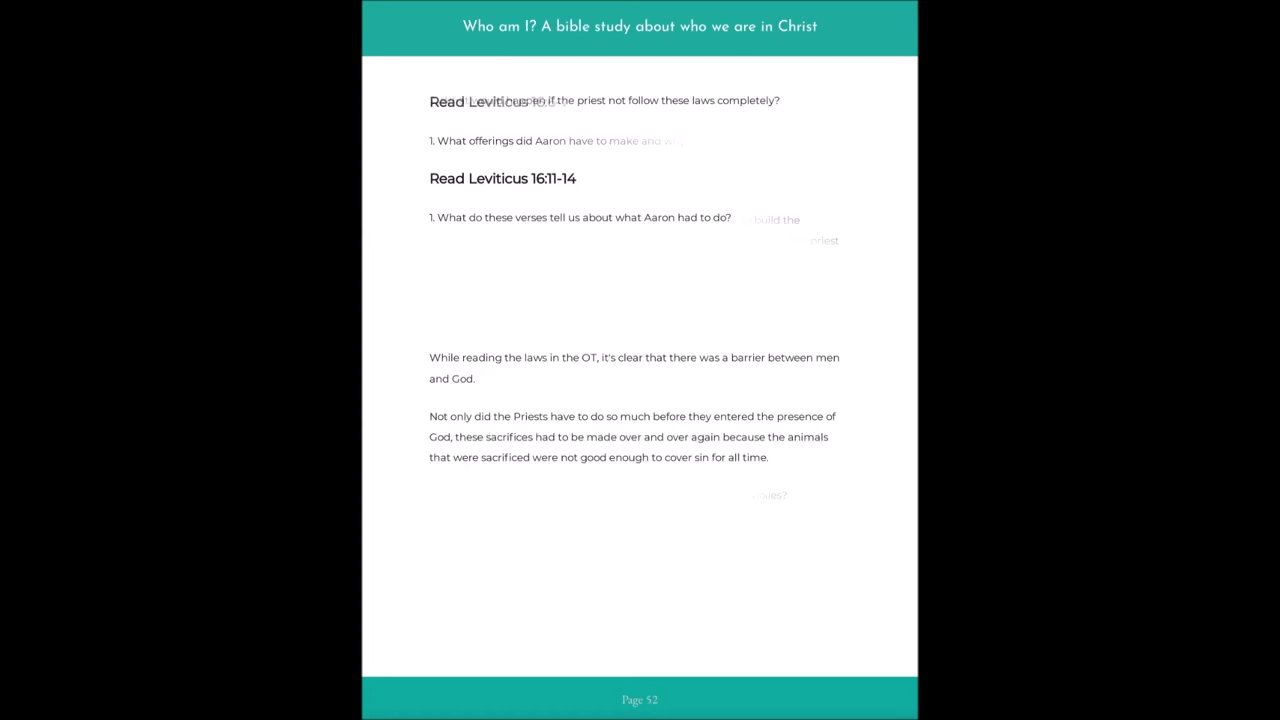 Who am I? A bible study about who we are in Christ
Read Leviticus
if the priest not follow these laws completely?
1. What offerings did Aaron have to make and
Read Leviticus 16:11-14
1. What do these verses tell us about what Aaron had to do?
build the
priest
While reading the laws in the OT, it's clear that there was a barrier between men
and God.
Not only did the Priests have to do so much before they entered the presence of
God, these sacrifices had to be made over and over again because the animals
that were sacrificed were not good enough to cover sin for all time.
Page 52